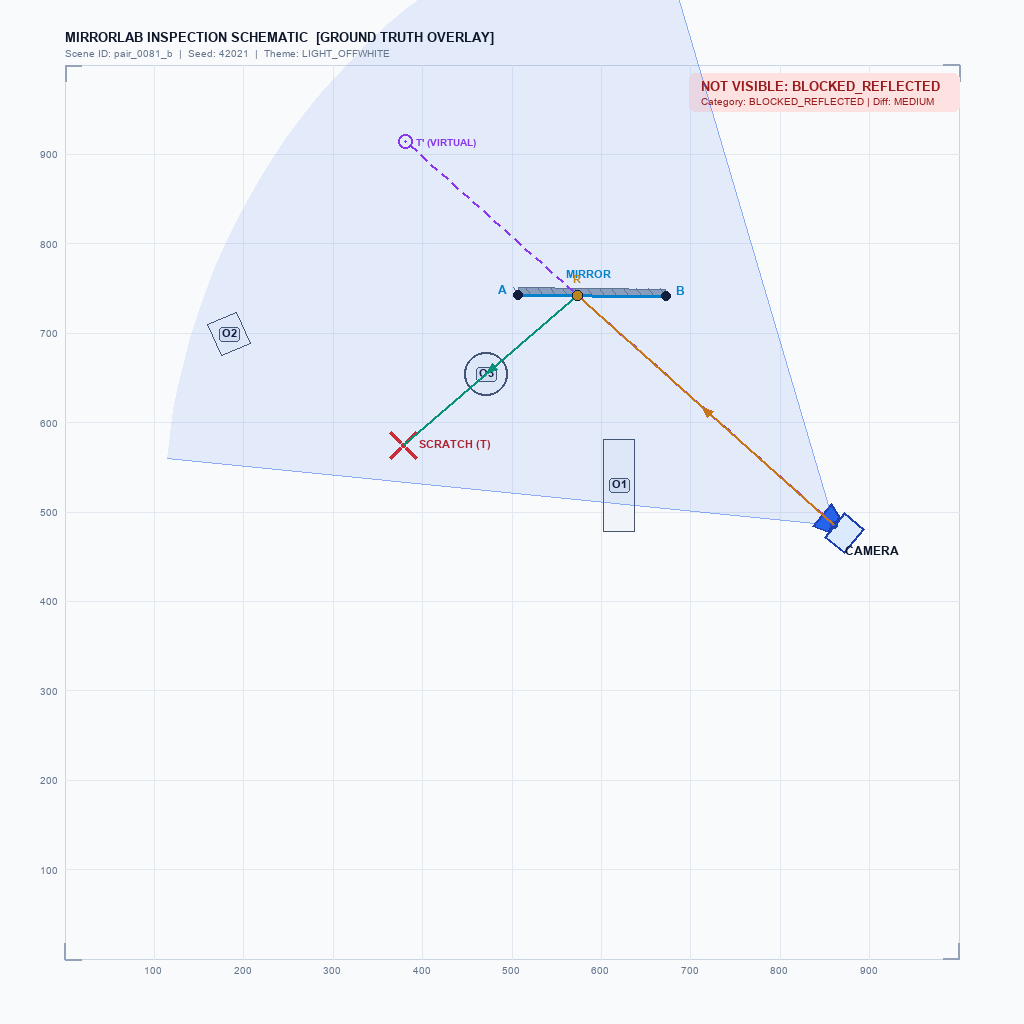 MIRRORLAB INSPECTION SCHEMATIC [GROUND TRUTH OVERLAY]
Scene ID: pair_0081_b | Seed: 42021 | Theme: LIGHT_OFFWHITE
NOT VISIBLE: BLOCKED_REFLECTED
Category: BLOCKED_REFLECTED | Diff: MEDIUM
T' (VIRTUAL)
MIRROR
R
A
B
O2
O3
SCRATCH (T)
O1
CAMERA
900
800
700
600
500
400
300
200
100
100
200
300
400
500
600
700
800
900